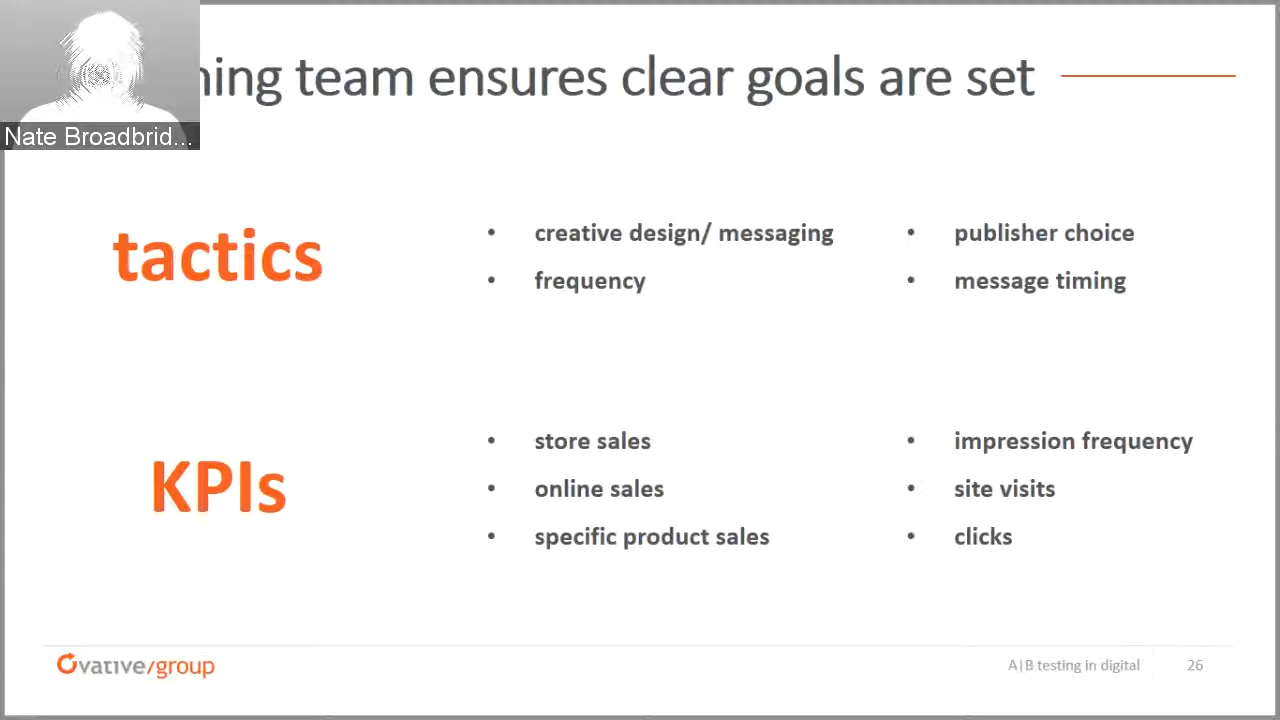 ning team ensures clear goals are set
Nate Broadbrid...
tactics
• creative design/ messaging
• frequency
• publisher choice
• message timing
KPIs
• store sales
• online sales
• specific product sales
• impression frequency
• site visits
• clicks
Ovative/group
A|B testing in digital
26